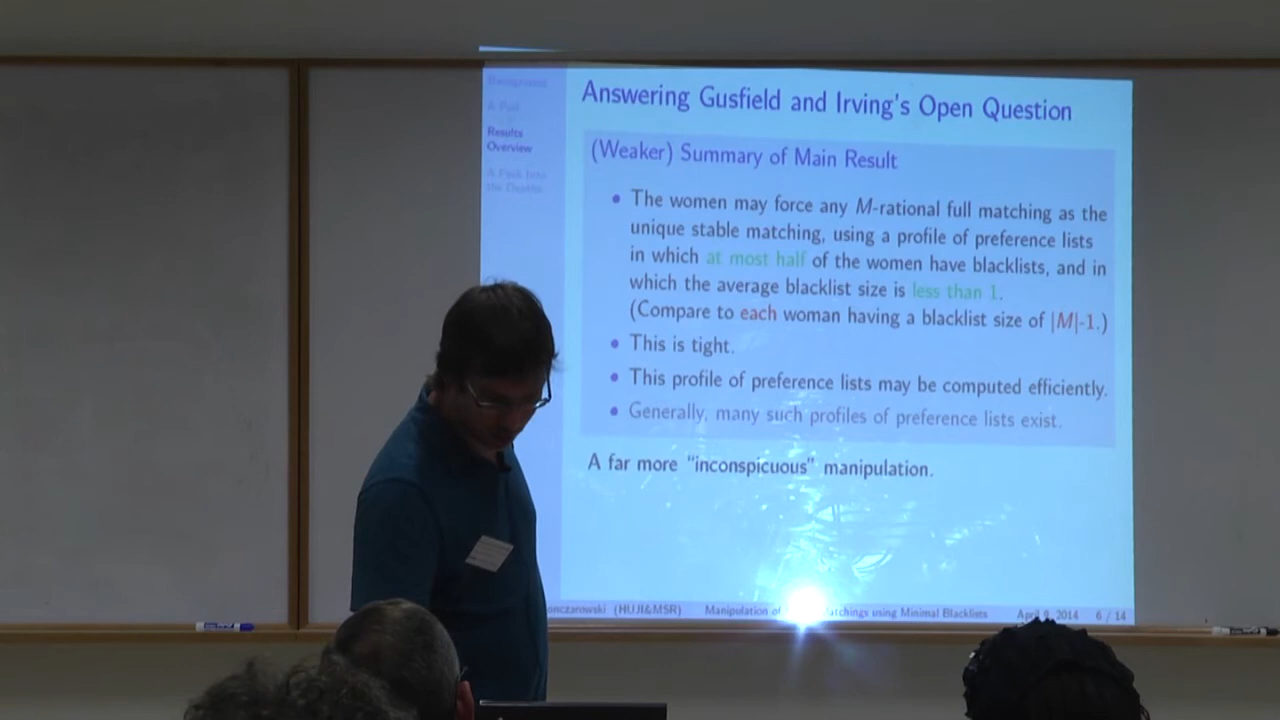 Background
Results
Overview
A Peek Into
the Depths
Answering Gusfield and Irving's Open Question
(Weaker) Summary of Main Result
• The women may force any M-rational full matching as the
unique stable matching, using a profile of preference lists
in which at most half of the women have blacklists, and in
which the average blacklist size is less than 1.
(Compare to each woman having a blacklist size of |M|-1.)
• This is tight.
• This profile of preference lists may be computed efficiently.
• Generally, many such profiles of preference lists exist.
A far more "inconspicuous" manipulation.
(HUJI&MSR) Manipulation of using Minimal Blacklists 2014 6 / 14